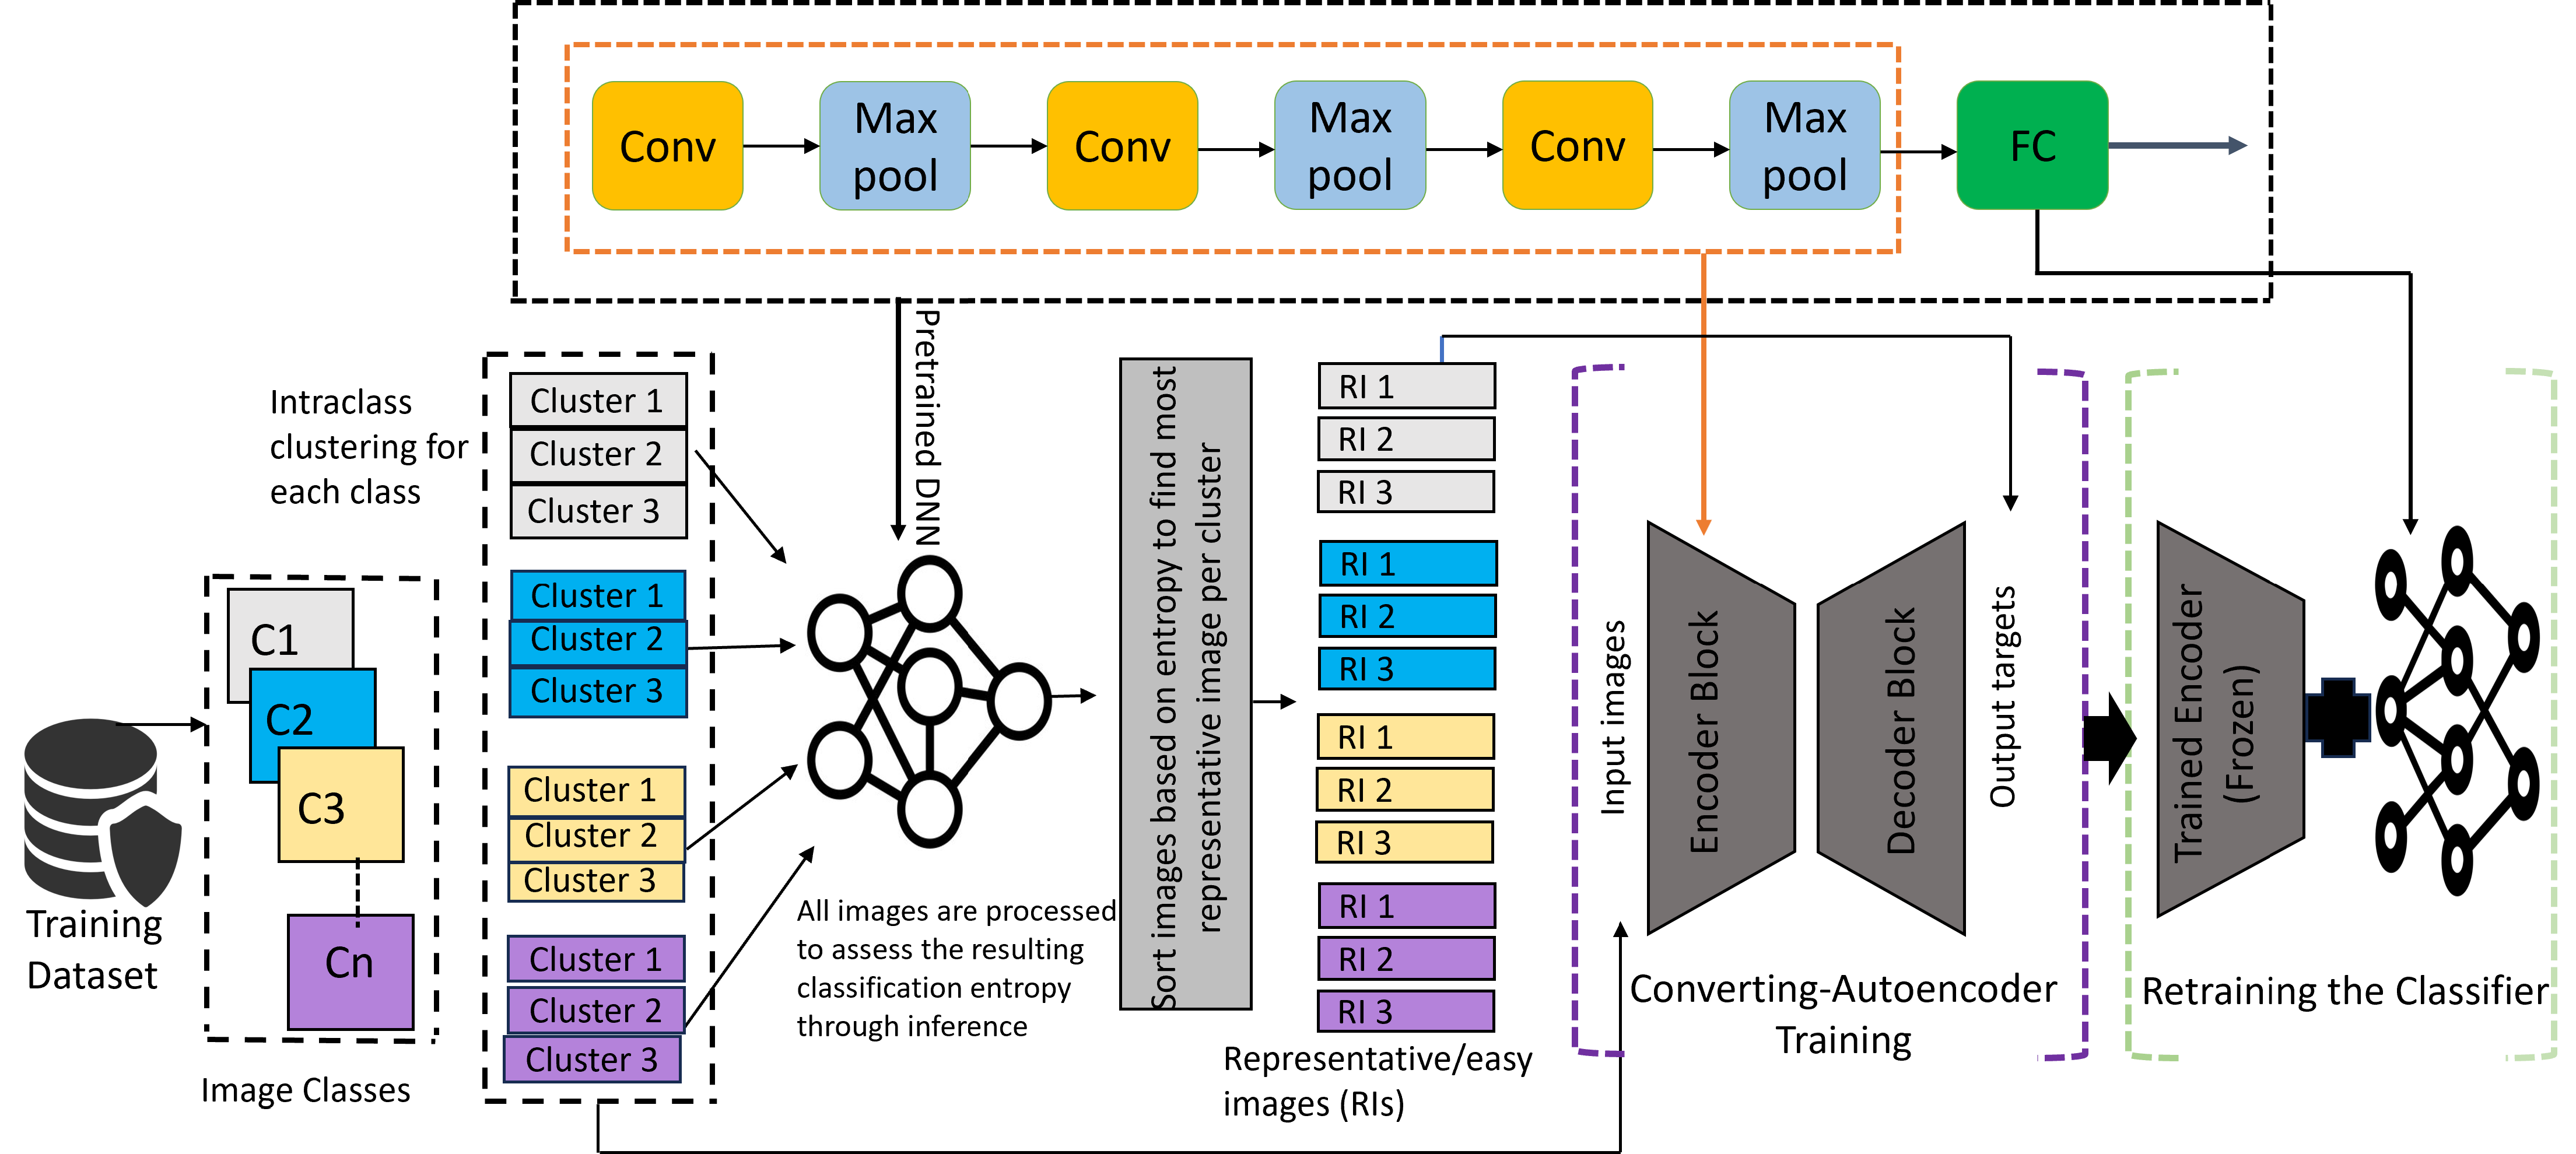 Conv
Max
pool
Conv
Max
pool
Conv
Max
pool
FC
Pretrained DNN
Intraclass
clustering for
each class
Cluster 1
Cluster 2
Cluster 3
Cluster 1
Cluster 2
Cluster 3
Cluster 1
Cluster 2
Cluster 3
Cluster 1
Cluster 2
Cluster 3
C1
C2
C3
Cn
Training
Dataset
Image Classes
All images are processed
to assess the resulting
classification entropy
through inference
Sort images based on entropy to find most
representative image per cluster
RI 1
RI 2
RI 3
RI 1
RI 2
RI 3
RI 1
RI 2
RI 3
RI 1
RI 2
RI 3
Representative/easy
images (RIs)
Input images
Encoder Block
Decoder Block
Output targets
Converting-Autoencoder
Training
Trained Encoder
(Frozen)
Retraining the Classifier